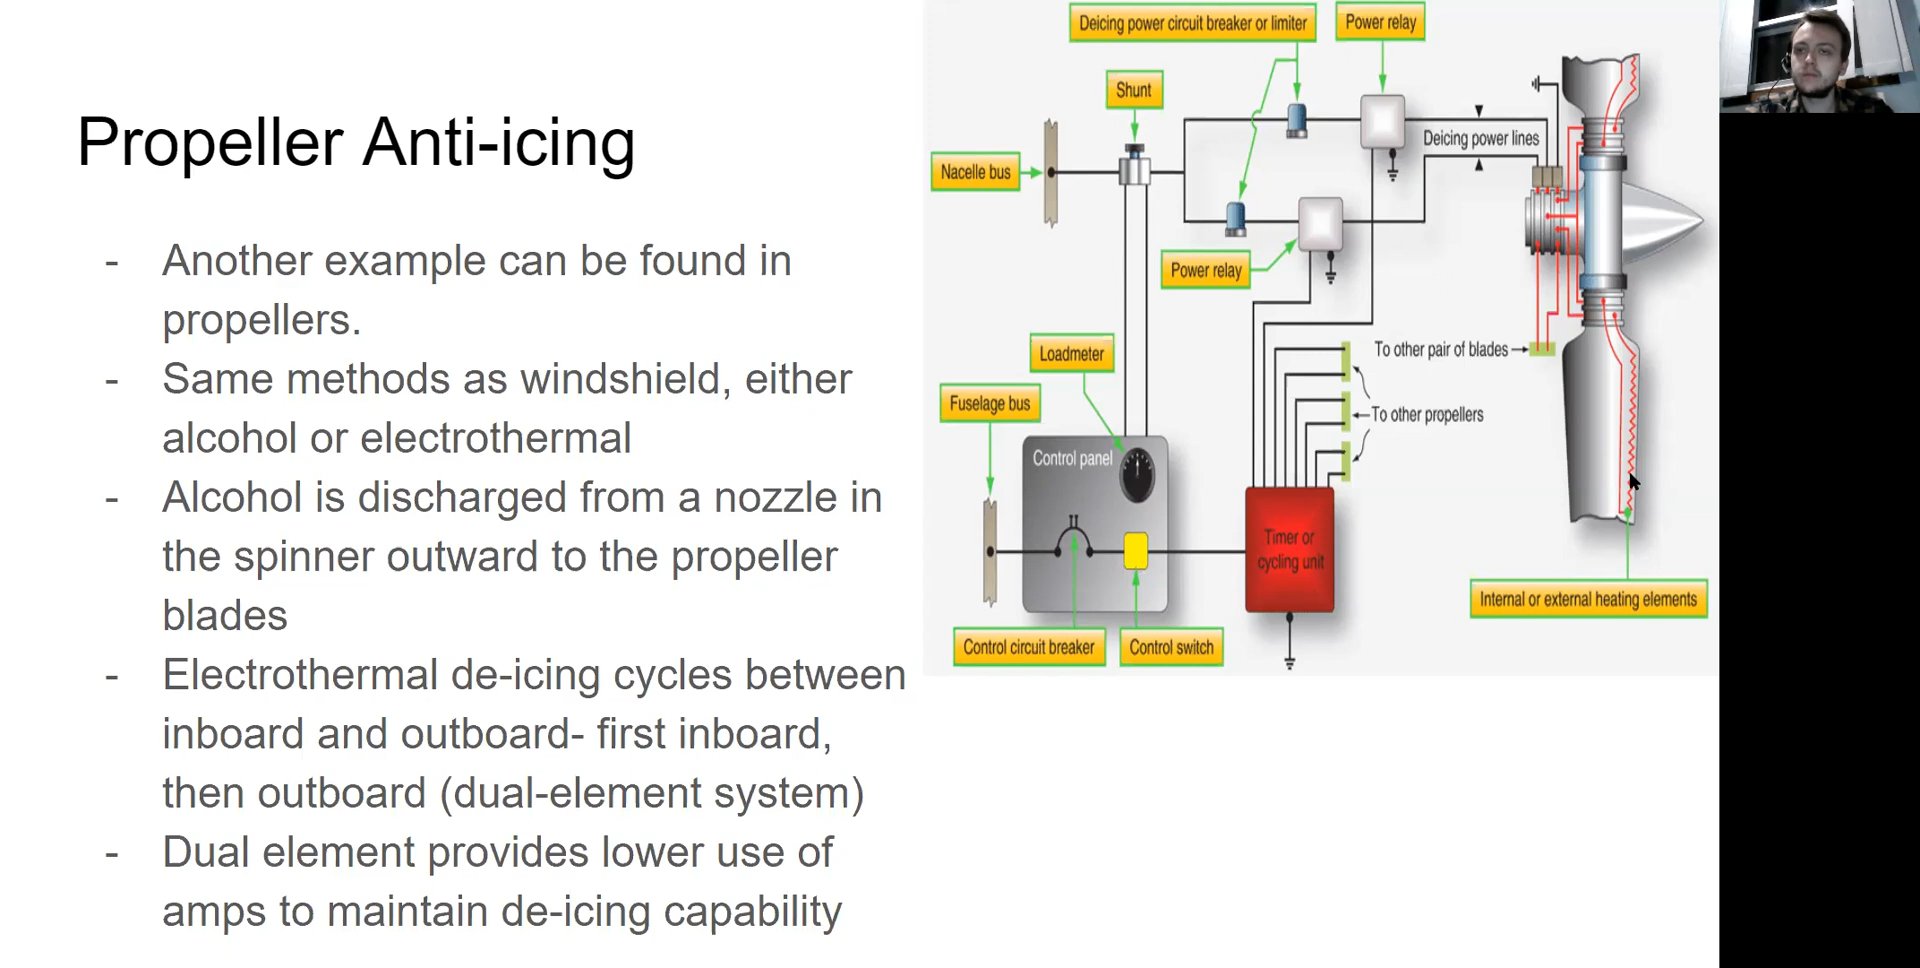 Propeller Anti-icing
- Another example can be found in
propellers.
- Same methods as windshield, either
alcohol or electrothermal
- Alcohol is discharged from a nozzle in
the spinner outward to the propeller
blades
- Electrothermal de-icing cycles between
inboard and outboard- first inboard,
then outboard (dual-element system)
- Dual element provides lower use of
amps to maintain de-icing capability
Deicing power circuit breaker or limiter
Power relay
Shunt
Deicing power lines
Nacelle bus
Power relay
Loadmeter
To other pair of blades
Fuselage bus
To other propellers
Control panel
Timer or
cycling unit
Internal or external heating elements
Control circuit breaker
Control switch